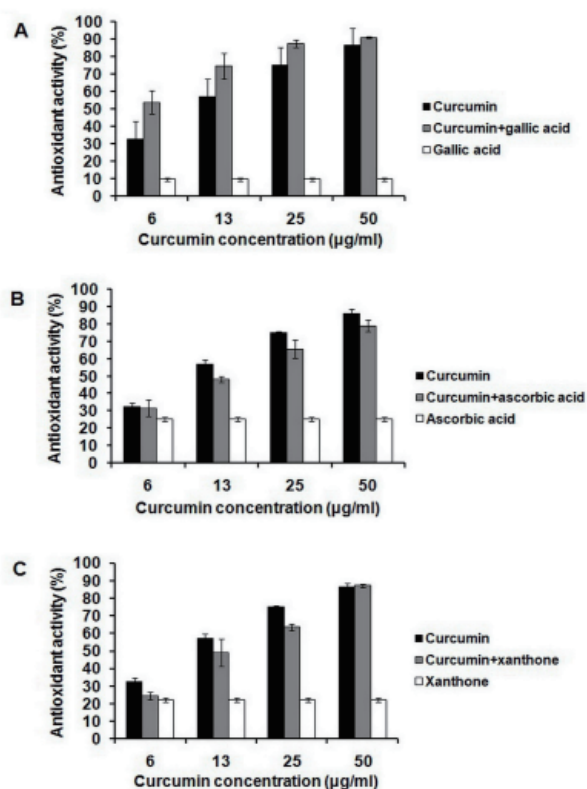 A
Antioxidant activity (%)
100
90
80
70
60
50
40
30
20
10
0
6 13 25 50
Curcumin concentration (µg/ml)
Curcumin
Curcumin+gallic acid
Gallic acid
B
Antioxidant activity (%)
100
90
80
70
60
50
40
30
20
10
0
6 13 25 50
Curcumin concentration (µg/ml)
Curcumin
Curcumin+ascorbic acid
Ascorbic acid
C
Antioxidant activity (%)
100
90
80
70
60
50
40
30
20
10
0
6 13 25 50
Curcumin concentration (µg/ml)
Curcumin
Curcumin+xanthone
Xanthone